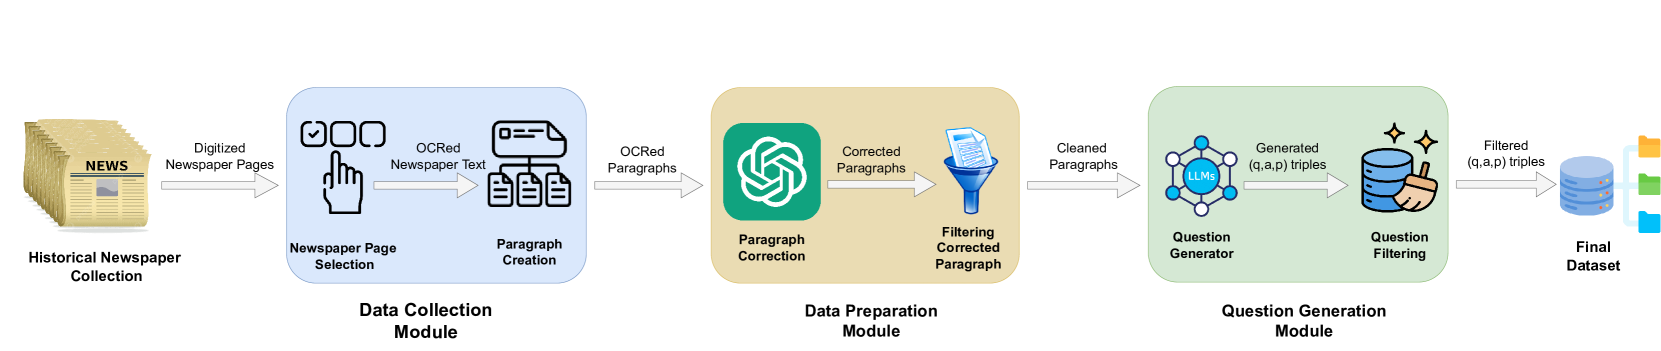 Digitized
Newspaper Pages
NEWS
Historical Newspaper
Collection
OCRed
Newspaper Text
Newspaper Page
Selection
Paragraph
Creation
Data Collection
Module
OCRed
Paragraphs
Corrected
Paragraphs
Paragraph
Correction
Filtering
Corrected
Paragraph
Data Preparation
Module
Cleaned
Paragraphs
LLMs
Generated
(q,a,p) triples
Question
Generator
Question
Filtering
Question Generation
Module
Filtered
(q,a,p) triples
Final
Dataset